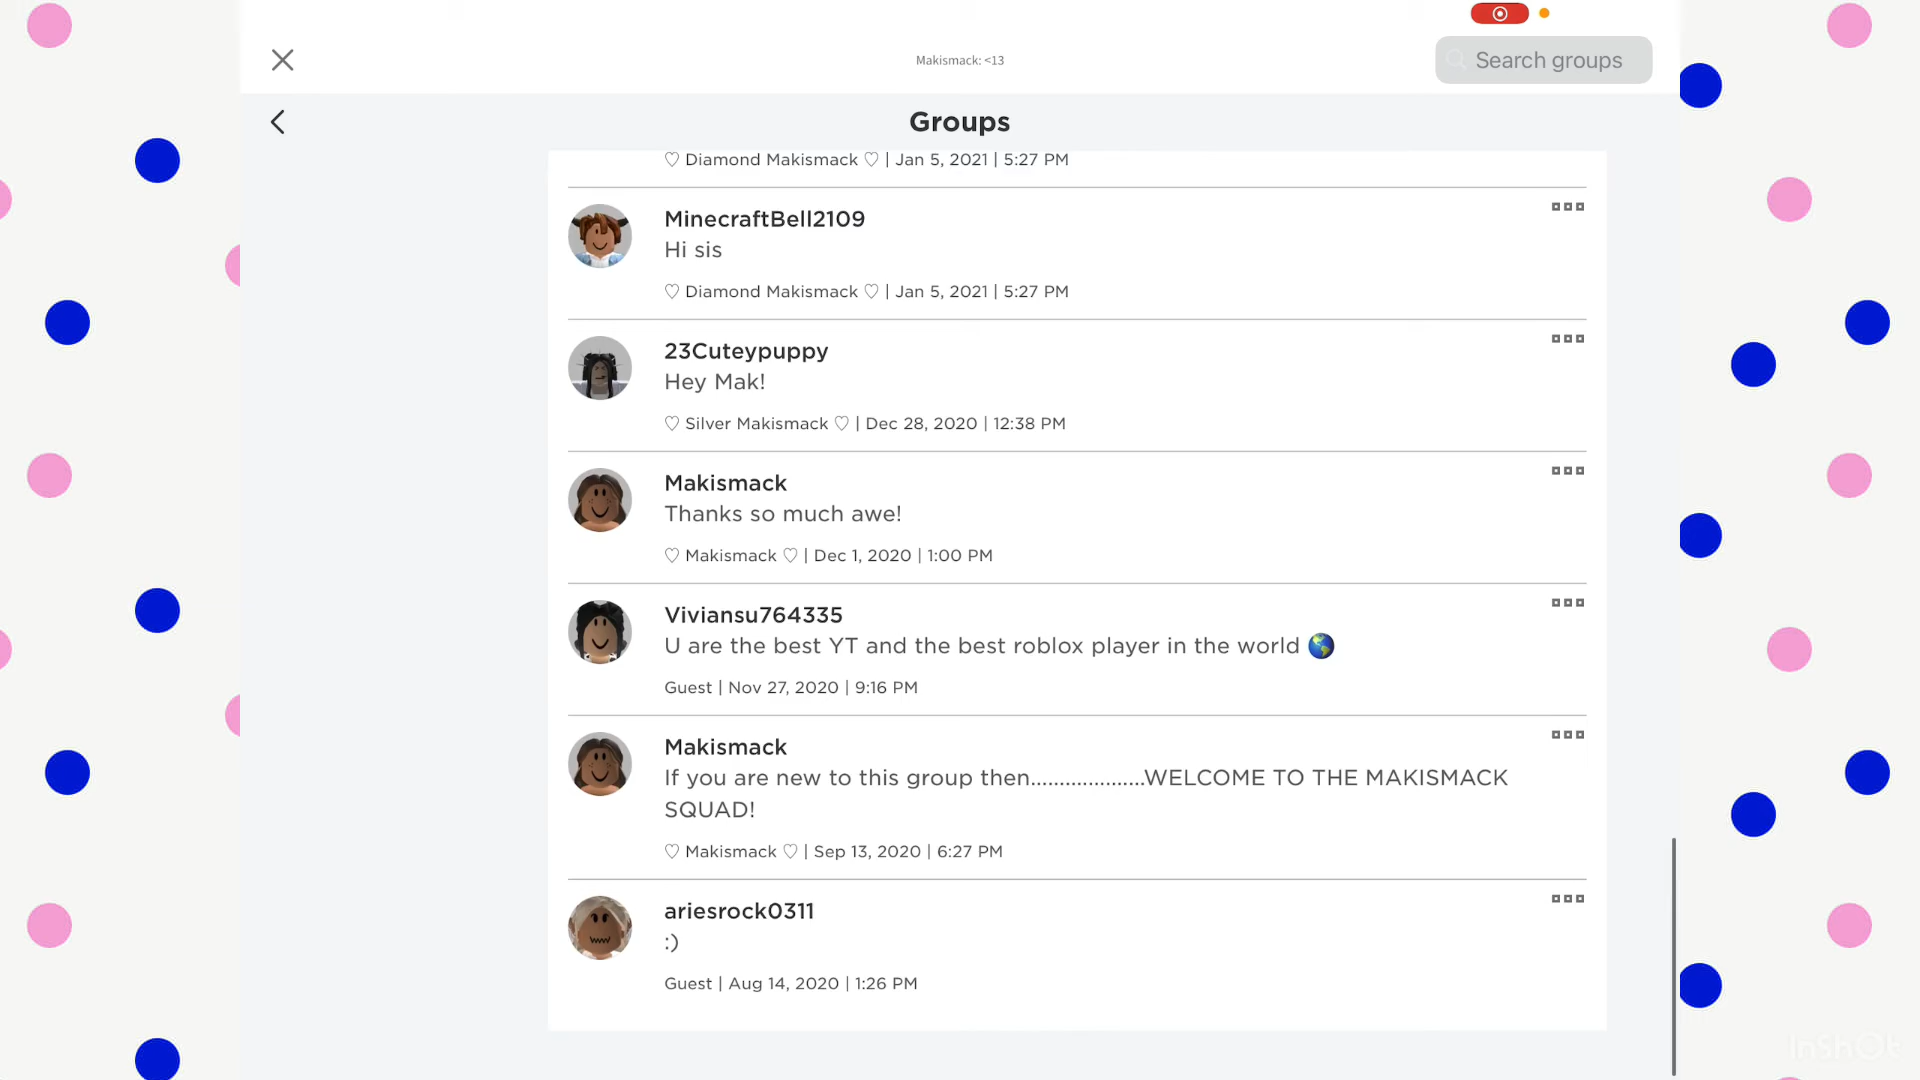 Makismack: <13
Search groups
Groups
♡ Diamond Makismack ♡ | Jan 5, 2021 | 5:27 PM
MinecraftBell2109
Hi sis
♡ Diamond Makismack ♡ | Jan 5, 2021 | 5:27 PM
23Cuteypuppy
Hey Mak!
♡ Silver Makismack ♡ | Dec 28, 2020 | 12:38 PM
Makismack
Thanks so much awe!
♡ Makismack ♡ | Dec 1, 2020 | 1:00 PM
Viviansu764335
U are the best YT and the best roblox player in the world 🌎
Guest | Nov 27, 2020 | 9:16 PM
Makismack
If you are new to this group then....................WELCOME TO THE MAKISMACK
SQUAD!
♡ Makismack ♡ | Sep 13, 2020 | 6:27 PM
ariesrock0311
:)
Guest | Aug 14, 2020 | 1:26 PM
InShOt